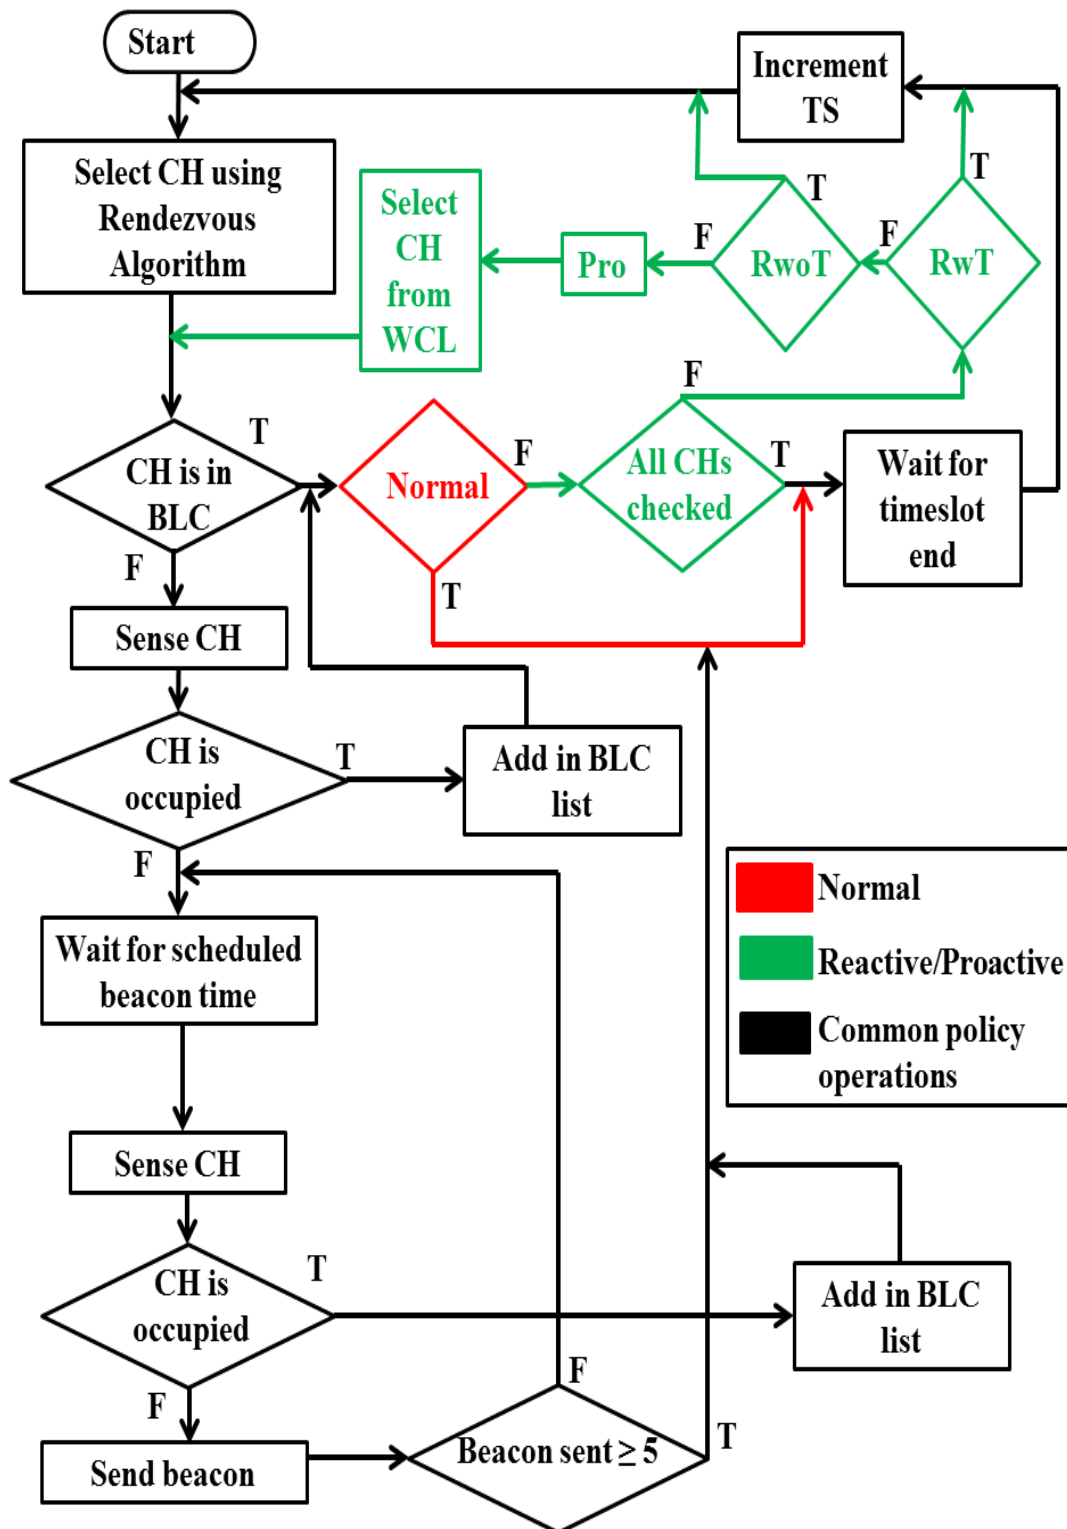 Start
Increment
TS
Select CH using
Rendezvous
Algorithm
Select
CH
from
WCL
Pro
F
RwoT
T
F
RwT
T
CH is in
BLC
T
F
Normal
F
T
All CHs
checked
F
T
Wait for
timeslot
end
Sense CH
CH is
occupied
T
F
Add in BLC
list
Wait for scheduled
beacon time
Normal
Reactive/Proactive
Common policy
operations
Sense CH
CH is
occupied
T
F
Add in BLC
list
Send beacon
Beacon sent ≥ 5
F
T